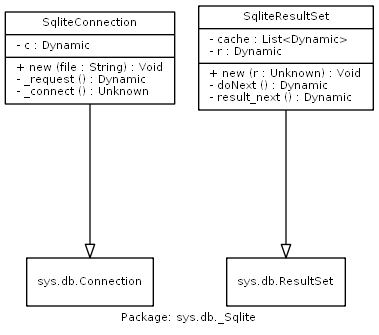 SqliteConnection
- c : Dynamic
+ new (file : String) : Void
- _request () : Dynamic
- _connect () : Unknown
SqliteResultSet
- cache : List<Dynamic>
- r : Dynamic
+ new (r : Unknown) : Void
- doNext () : Dynamic
- result_next () : Dynamic
sys.db.Connection
sys.db.ResultSet
Package: sys.db._Sqlite